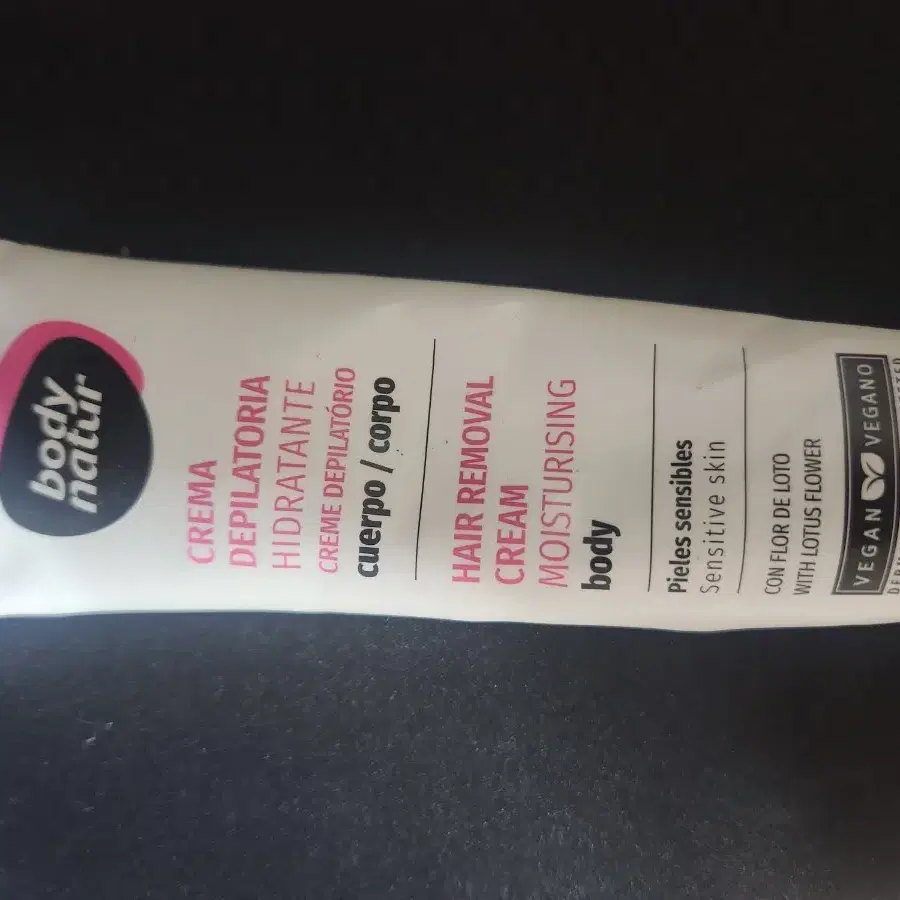 body
natur
CREMA
DEPILATORIA
HIDRATANTE
CREME DEPILATÓRIO
cuerpo / corpo
HAIR REMOVAL
CREAM
MOISTURISING
body
Pieles sensibles
Sensitive skin
CON FLOR DE LOTO
WITH LOTUS FLOWER
VEGAN VEGANO